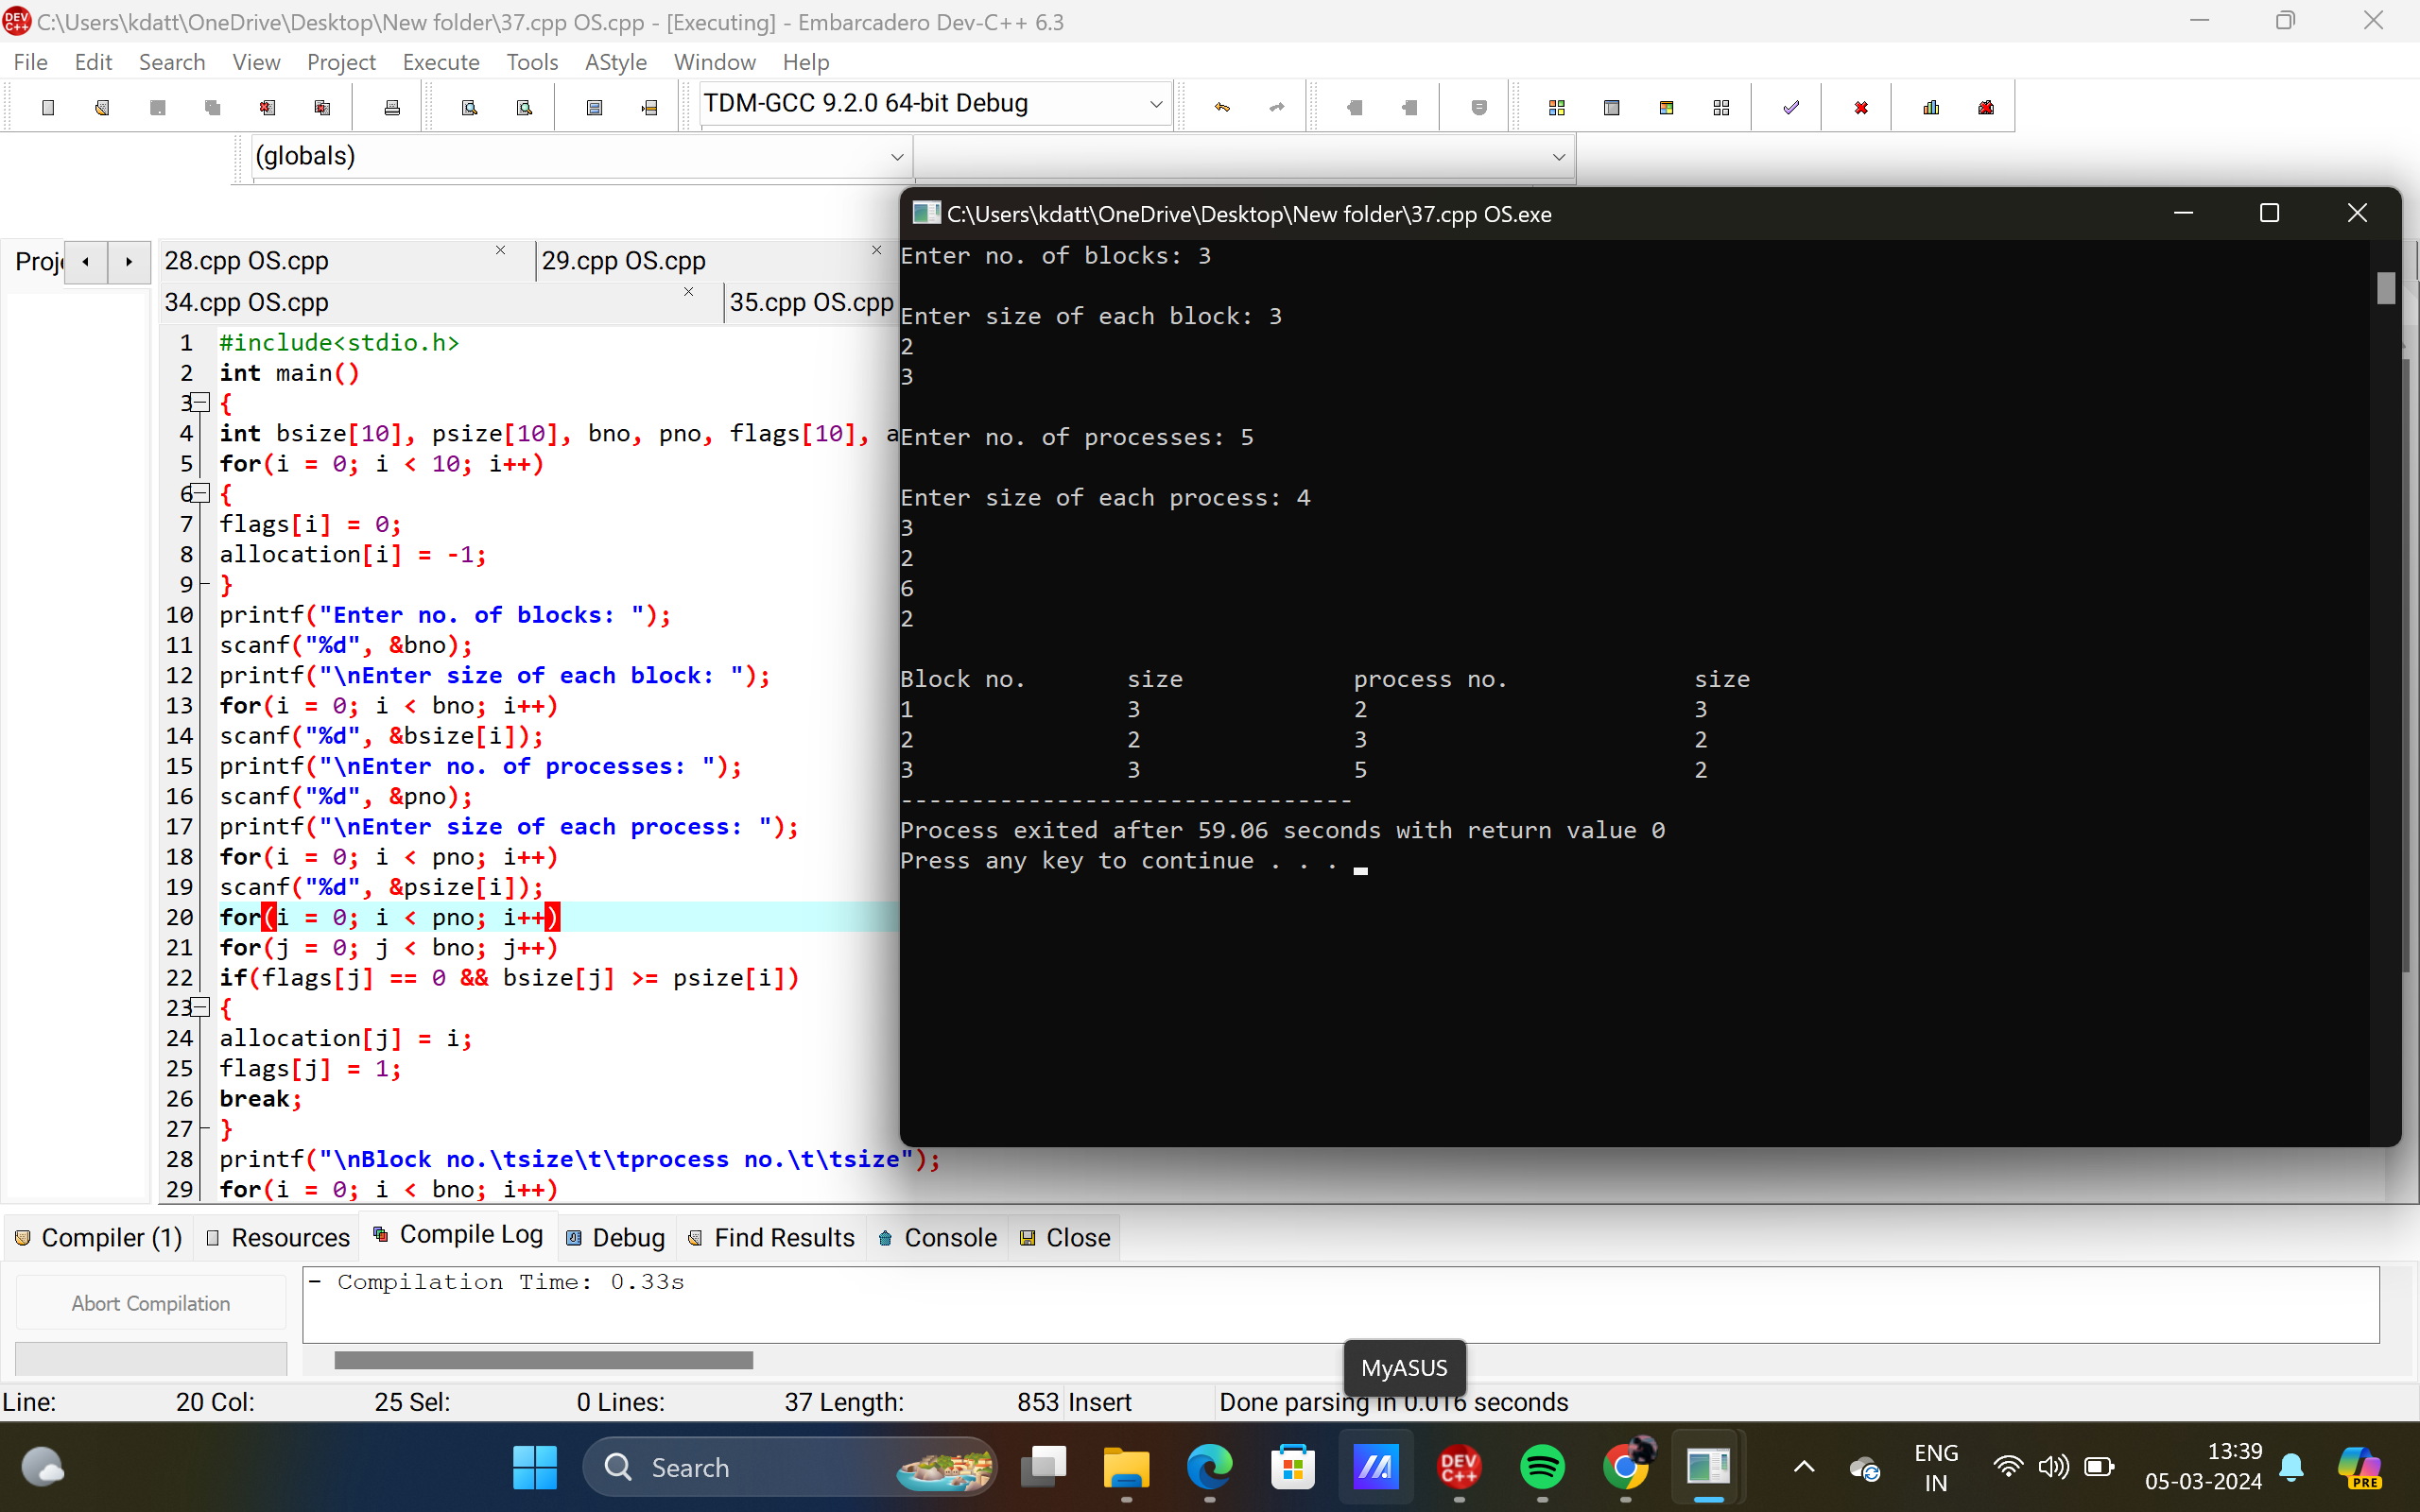 C:\Users\kdatt\OneDrive\Desktop\New folder\37.cpp OS.cpp - [Executing] - Embarcadero Dev-C++ 6.3
File Edit Search View Project Execute Tools AStyle Window Help
TDM-GCC 9.2.0 64-bit Debug
(globals)
28.cpp OS.cpp 29.cpp OS.cpp
34.cpp OS.cpp 35.cpp OS.cpp
1 #include<stdio.h>
2 int main()
3 {
4 int bsize[10], psize[10], bno, pno, flags[10], a
5 for(i = 0; i < 10; i++)
6 {
7 flags[i] = 0;
8 allocation[i] = -1;
9 }
10 printf("Enter no. of blocks: ");
11 scanf("%d", &bno);
12 printf("\nEnter size of each block: ");
13 for(i = 0; i < bno; i++)
14 scanf("%d", &bsize[i]);
15 printf("\nEnter no. of processes: ");
16 scanf("%d", &pno);
17 printf("\nEnter size of each process: ");
18 for(i = 0; i < pno; i++)
19 scanf("%d", &psize[i]);
20 for(i = 0; i < pno; i++)
21 for(j = 0; j < bno; j++)
22 if(flags[j] == 0 && bsize[j] >= psize[i])
23 {
24 allocation[j] = i;
25 flags[j] = 1;
26 break;
27 }
28 printf("\nBlock no.\tsize\t\tprocess no.\t\tsize");
29 for(i = 0; i < bno; i++)
C:\Users\kdatt\OneDrive\Desktop\New folder\37.cpp OS.exe
Enter no. of blocks: 3
Enter size of each block: 3
2
3
Enter no. of processes: 5
Enter size of each process: 4
3
2
6
2
Block no. size process no. size
1 3 2 3
2 2 3 2
3 3 5 2
--------------------------------
Process exited after 59.06 seconds with return value 0
Press any key to continue . . .
Compiler (1) Resources Compile Log Debug Find Results Console Close
Abort Compilation
- Compilation Time: 0.33s
MyASUS
Line: 20 Col: 25 Sel: 0 Lines: 37 Length: 853 Insert Done parsing in 0.016 seconds
Search
DEV C++
ENG
IN
13:39
05-03-2024
PRE